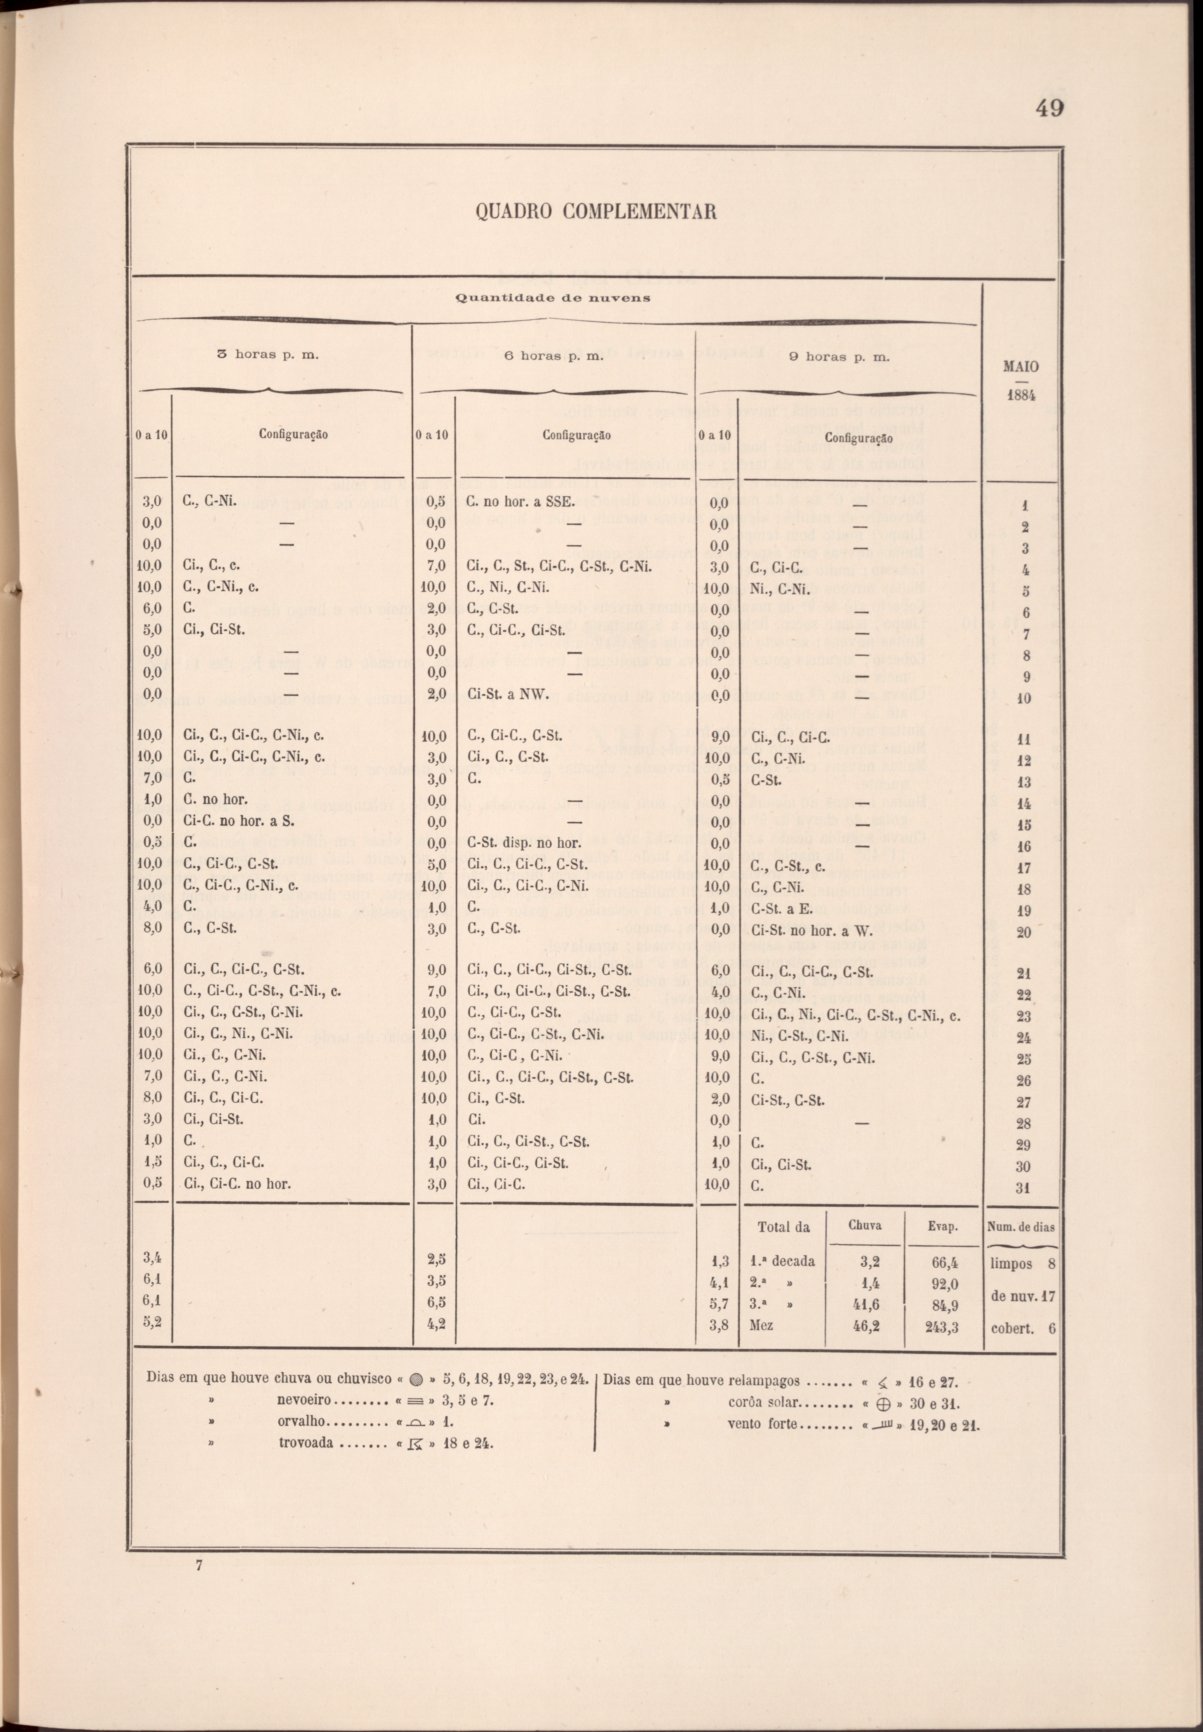 49
QUADRO COMPLEMENTAR
Quantidade de nuvens
3 horas p. m. 6 horas p. m. 9 horas p. m. MAIO
1884
0 a 10 Configuração 0 a 10 Configuração 0 a 10 Configuração
3,0 C., C-Ni. 0,5 C. no hor. a SSE. 0,0 — 1
0,0 — 0,0 — 0,0 — 2
0,0 — 0,0 — 0,0 — 3
10,0 Ci., C., c. 7,0 Ci., C., St., Ci-C., C-St., C-Ni. 3,0 C., Ci-C. 4
10,0 C., C-Ni., c. 10,0 C., Ni., C-Ni. 10,0 Ni., C-Ni. 5
6,0 C. 2,0 C., C-St. 0,0 — 6
5,0 Ci., Ci-St. 3,0 C., Ci-C., Ci-St. 0,0 — 7
0,0 — 0,0 — 0,0 — 8
0,0 — 0,0 — 0,0 — 9
0,0 — 2,0 Ci-St. a NW. 0,0 — 10
10,0 Ci., C., Ci-C., C-Ni., c. 10,0 C., Ci-C., C-St. 9,0 Ci., C., Ci-C. 11
10,0 Ci., C., Ci-C., C-Ni., c. 3,0 Ci., C., C-St. 10,0 C., C-Ni. 12
7,0 C. 3,0 C. 0,5 C-St. 13
1,0 C. no hor. 0,0 — 0,0 — 14
0,0 Ci-C. no hor. a S. 0,0 — 0,0 — 15
0,5 C. 0,0 C-St. disp. no hor. 0,0 — 16
10,0 C., Ci-C., C-St. 5,0 Ci., C., Ci-C., C-St. 10,0 C., C-St., c. 17
10,0 C., Ci-C., C-Ni., c. 10,0 Ci., C., Ci-C., C-Ni. 10,0 C., C-Ni. 18
4,0 C. 1,0 C. 1,0 C-St. a E. 19
8,0 C., C-St. 3,0 C., C-St. 0,0 Ci-St. no hor. a W. 20
6,0 Ci., C., Ci-C., C-St. 9,0 Ci., C., Ci-C., Ci-St., C-St. 6,0 Ci., C., Ci-C., C-St. 21
10,0 C., Ci-C., C-St., C-Ni., c. 7,0 Ci., C., Ci-C., Ci-St., C-St. 4,0 C., C-Ni. 22
10,0 Ci., C., C-St., C-Ni. 10,0 C., Ci-C., C-St. 10,0 Ci., C., Ni., Ci-C., C-St., C-Ni., c. 23
10,0 Ci., C., Ni., C-Ni. 10,0 C., Ci-C., C-St., C-Ni. 10,0 Ni., C-St., C-Ni. 24
10,0 Ci., C., C-Ni. 10,0 C., Ci-C , C-Ni. 9,0 Ci., C., C-St., C-Ni. 25
7,0 Ci., C., C-Ni. 10,0 Ci., C., Ci-C., Ci-St., C-St. 10,0 C. 26
8,0 Ci., C., Ci-C. 10,0 Ci., C-St. 2,0 Ci-St., C-St. 27
3,0 Ci., Ci-St. 1,0 Ci. 0,0 — 28
1,0 C. 1,0 Ci., C., Ci-St., C-St. 1,0 C. 29
1,5 Ci., C., Ci-C. 1,0 Ci., Ci-C., Ci-St. 1,0 Ci., Ci-St. 30
0,5 Ci., Ci-C. no hor. 3,0 Ci., Ci-C. 10,0 C. 31
Total da Chuva Evap. Num. de dias
3,4 2,5 1,3 1.ª decada 3,2 66,4 limpos 8
6,1 3,5 4,1 2.ª » 1,4 92,0
6,1 6,5 5,7 3.ª » 41,6 84,9 de nuv. 17
5,2 4,2 3,8 Mez 46,2 243,3 cobert. 6
Dias em que houve chuva ou chuvisco « » 5, 6, 18, 19, 22, 23, e 24. Dias em que houve relampagos ....... « » 16 e 27.
» nevoeiro........ « » 3, 5 e 7. » corôa solar........ « » 30 e 31.
» orvalho......... « » 1. » vento forte........ « » 19, 20 e 21.
» trovoada ....... « » 18 e 24.
7